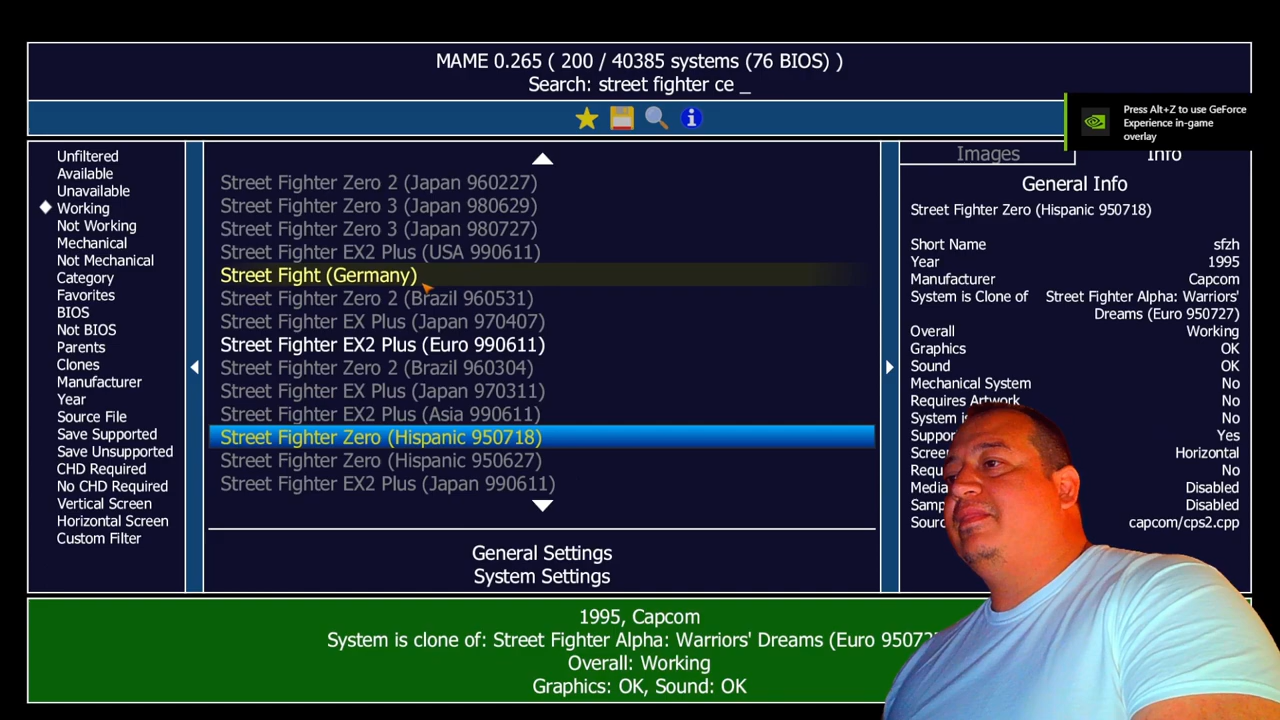 MAME 0.265 ( 200 / 40385 systems (76 BIOS) )
Search: street fighter ce _
Press Alt+Z to use GeForce
Experience in-game
overlay
Unfiltered
Available
Unavailable
Working
Not Working
Mechanical
Not Mechanical
Category
Favorites
BIOS
Not BIOS
Parents
Clones
Manufacturer
Year
Source File
Save Supported
Save Unsupported
CHD Required
No CHD Required
Vertical Screen
Horizontal Screen
Custom Filter
Street Fighter Zero 2 (Japan 960227)
Street Fighter Zero 3 (Japan 980629)
Street Fighter Zero 3 (Japan 980727)
Street Fighter EX2 Plus (USA 990611)
Street Fight (Germany)
Street Fighter Zero 2 (Brazil 960531)
Street Fighter EX Plus (Japan 970407)
Street Fighter EX2 Plus (Euro 990611)
Street Fighter Zero 2 (Brazil 960304)
Street Fighter EX Plus (Japan 970311)
Street Fighter EX2 Plus (Asia 990611)
Street Fighter Zero (Hispanic 950718)
Street Fighter Zero (Hispanic 950627)
Street Fighter EX2 Plus (Japan 990611)
General Settings
System Settings
Images Info
General Info
Street Fighter Zero (Hispanic 950718)
Short Name sfzh
Year 1995
Manufacturer Capcom
System is Clone of Street Fighter Alpha: Warriors'
Dreams (Euro 950727)
Overall Working
Graphics OK
Sound OK
Mechanical System No
Requires Artwork No
System is No
Suppor Yes
Scree Horizontal
Requ No
Media Disabled
Samp Disabled
Sourc capcom/cps2.cpp
1995, Capcom
System is clone of: Street Fighter Alpha: Warriors' Dreams (Euro 95072
Overall: Working
Graphics: OK, Sound: OK